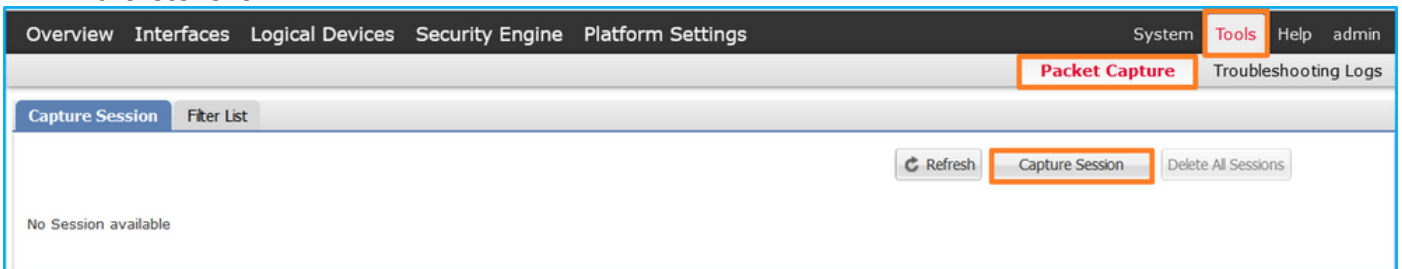 Overview Interfaces Logical Devices Security Engine Platform Settings System Tools Help admin
Packet Capture Troubleshooting Logs
Capture Session Filter List
Refresh Capture Session Delete All Sessions
No Session available